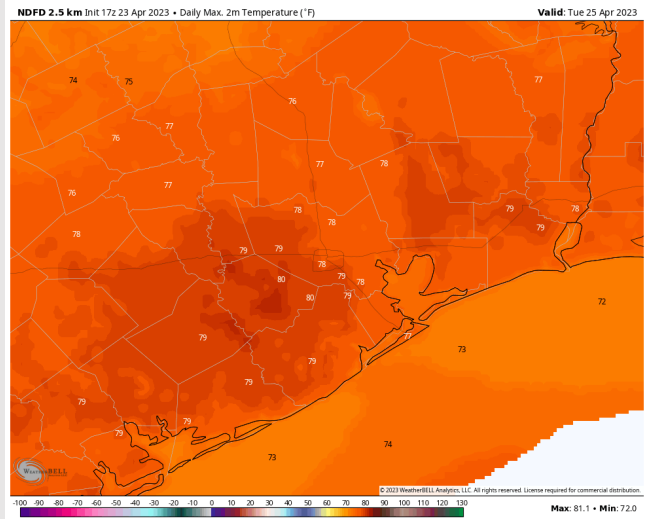 NDFD 2.5 km Init 17z 23 Apr 2023 • Daily Max. 2m Temperature (°F) Valid: Tue 25 Apr 2023
74 75 77
76
76 77
77 78
76 77
78 79 78
78 78 79
79 79
78
80 79 78
80 79 72
79 77
73
79
79
79 79
79
74
73
WeatherBELL
© 2023 WeatherBELL Analytics, LLC. All rights reserved. License required for commercial distribution.
-100 -90 -80 -70 -60 -50 -40 -30 -20 -10 0 10 20 30 40 50 60 70 80 90 100 110 120 130 Max: 81.1 • Min: 72.0